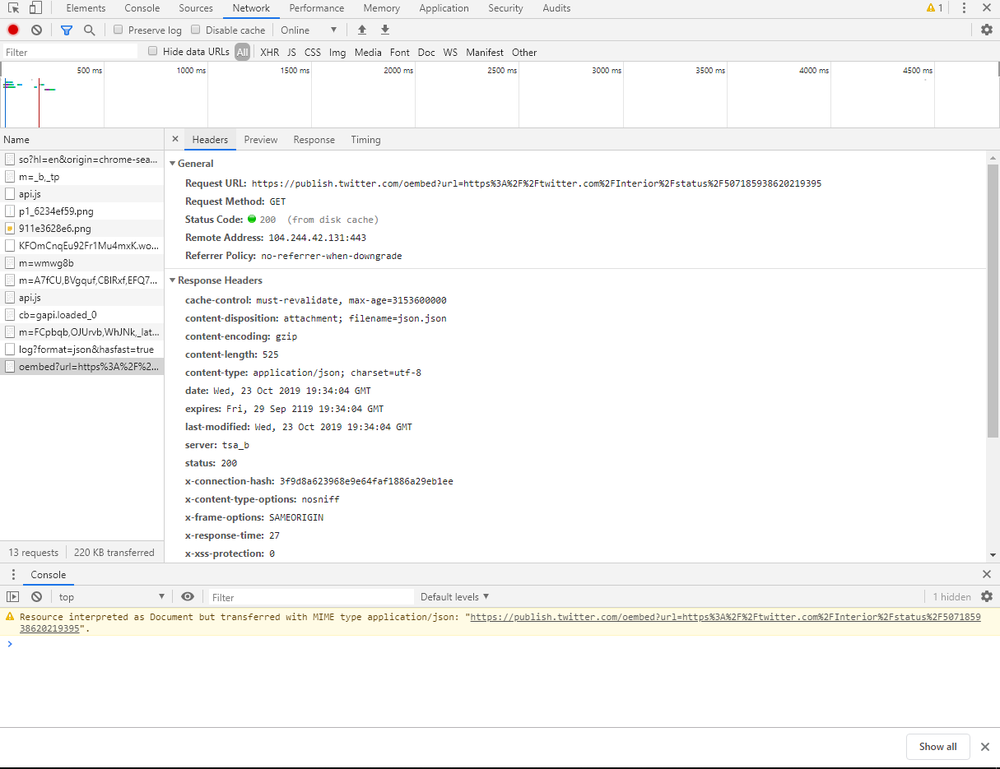 Elements Console Sources Network Performance Memory Application Security Audits 1
Preserve log Disable cache Online
Filter Hide data URLs All XHR JS CSS Img Media Font Doc WS Manifest Other
500 ms 1000 ms 1500 ms 2000 ms 2500 ms 3000 ms 3500 ms 4000 ms 4500 ms
Name
so?hl=en&origin=chrome-sea...
m=_b,_tp
api.js
p1_6234ef59.png
911e3628e6.png
KFOmCnqEu92Fr1Mu4mxK.wo...
m=wmwg8b
m=A7fCU,BVgquf,CBlRxf,EFQ7...
api.js
cb=gapi.loaded_0
m=FCpbqb,OJUrvb,WhJNk,_lat...
log?format=json&hasfast=true
oembed?url=https%3A%2F%2...
13 requests 220 KB transferred
Headers Preview Response Timing
General
Request URL: https://publish.twitter.com/oembed?url=https%3A%2F%2Ftwitter.com%2FInterior%2Fstatus%2F507185938620219395
Request Method: GET
Status Code: 200 (from disk cache)
Remote Address: 104.244.42.131:443
Referrer Policy: no-referrer-when-downgrade
Response Headers
cache-control: must-revalidate, max-age=3153600000
content-disposition: attachment; filename=json.json
content-encoding: gzip
content-length: 525
content-type: application/json; charset=utf-8
date: Wed, 23 Oct 2019 19:34:04 GMT
expires: Fri, 29 Sep 2119 19:34:04 GMT
last-modified: Wed, 23 Oct 2019 19:34:04 GMT
server: tsa_b
status: 200
x-connection-hash: 3f9d8a623968e9e64faf1886a29eb1ee
x-content-type-options: nosniff
x-frame-options: SAMEORIGIN
x-response-time: 27
x-xss-protection: 0
Console
top Filter Default levels 1 hidden
Resource interpreted as Document but transferred with MIME type application/json: "https://publish.twitter.com/oembed?url=https%3A%2F%2Ftwitter.com%2FInterior%2Fstatus%2F5071859
38620219395".
Show all